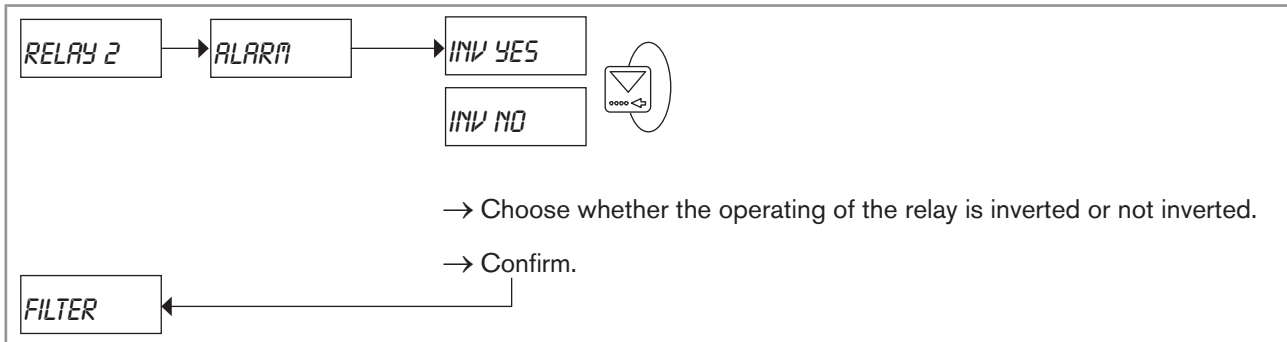 RELAY 2
ALARM
INV YES
INV NO
→ Choose whether the operating of the relay is inverted or not inverted.
→ Confirm.
FILTER